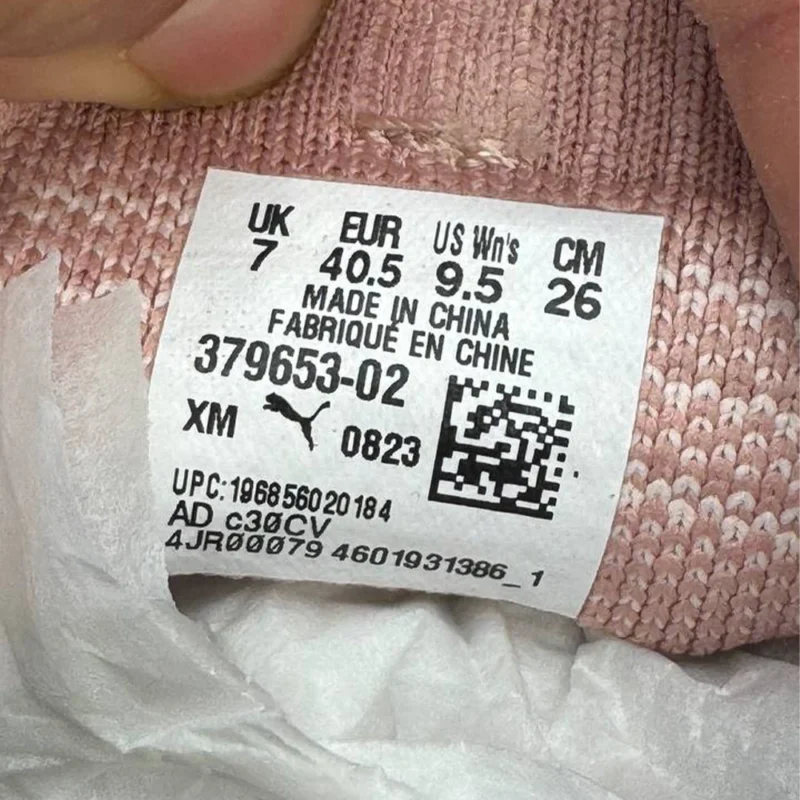 UK EUR US Wn's CM
7 40.5 9.5 26
MADE IN CHINA
FABRIQUÉ EN CHINE
379653-02
XM 0823
UPC:196856020184
AD c30CV
4JR00079 4601931386_1